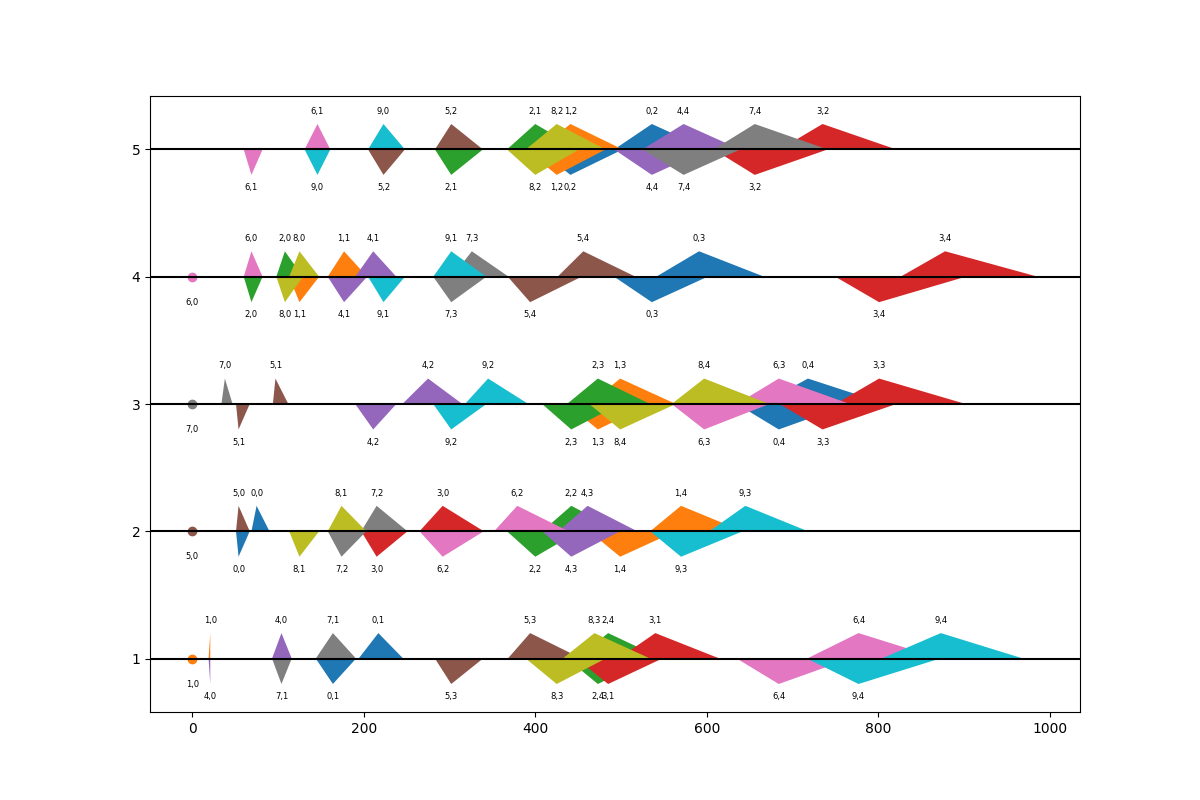 6,1 9,0 5,2 2,1 8,2 1,2 0,2 4,4 7,4 3,2
5
6,1 9,0 5,2 2,1 8,2 1,2 0,2 4,4 7,4 3,2
6,0 2,0 8,0 1,1 4,1 9,1 7,3 5,4 0,3 3,4
4
6,0 2,0 8,0 1,1 4,1 9,1 7,3 5,4 0,3 3,4
7,0 5,1 4,2 9,2 2,3 1,3 8,4 6,3 0,4 3,3
3
7,0 5,1 4,2 9,2 2,3 1,3 8,4 6,3 0,4 3,3
5,0 0,0 8,1 7,2 3,0 6,2 2,2 4,3 1,4 9,3
2
5,0 0,0 8,1 7,2 3,0 6,2 2,2 4,3 1,4 9,3
1,0 4,0 7,1 0,1 5,3 8,3 2,4 3,1 6,4 9,4
1
1,0 4,0 7,1 0,1 5,3 8,3 2,4 3,1 6,4 9,4
0 200 400 600 800 1000